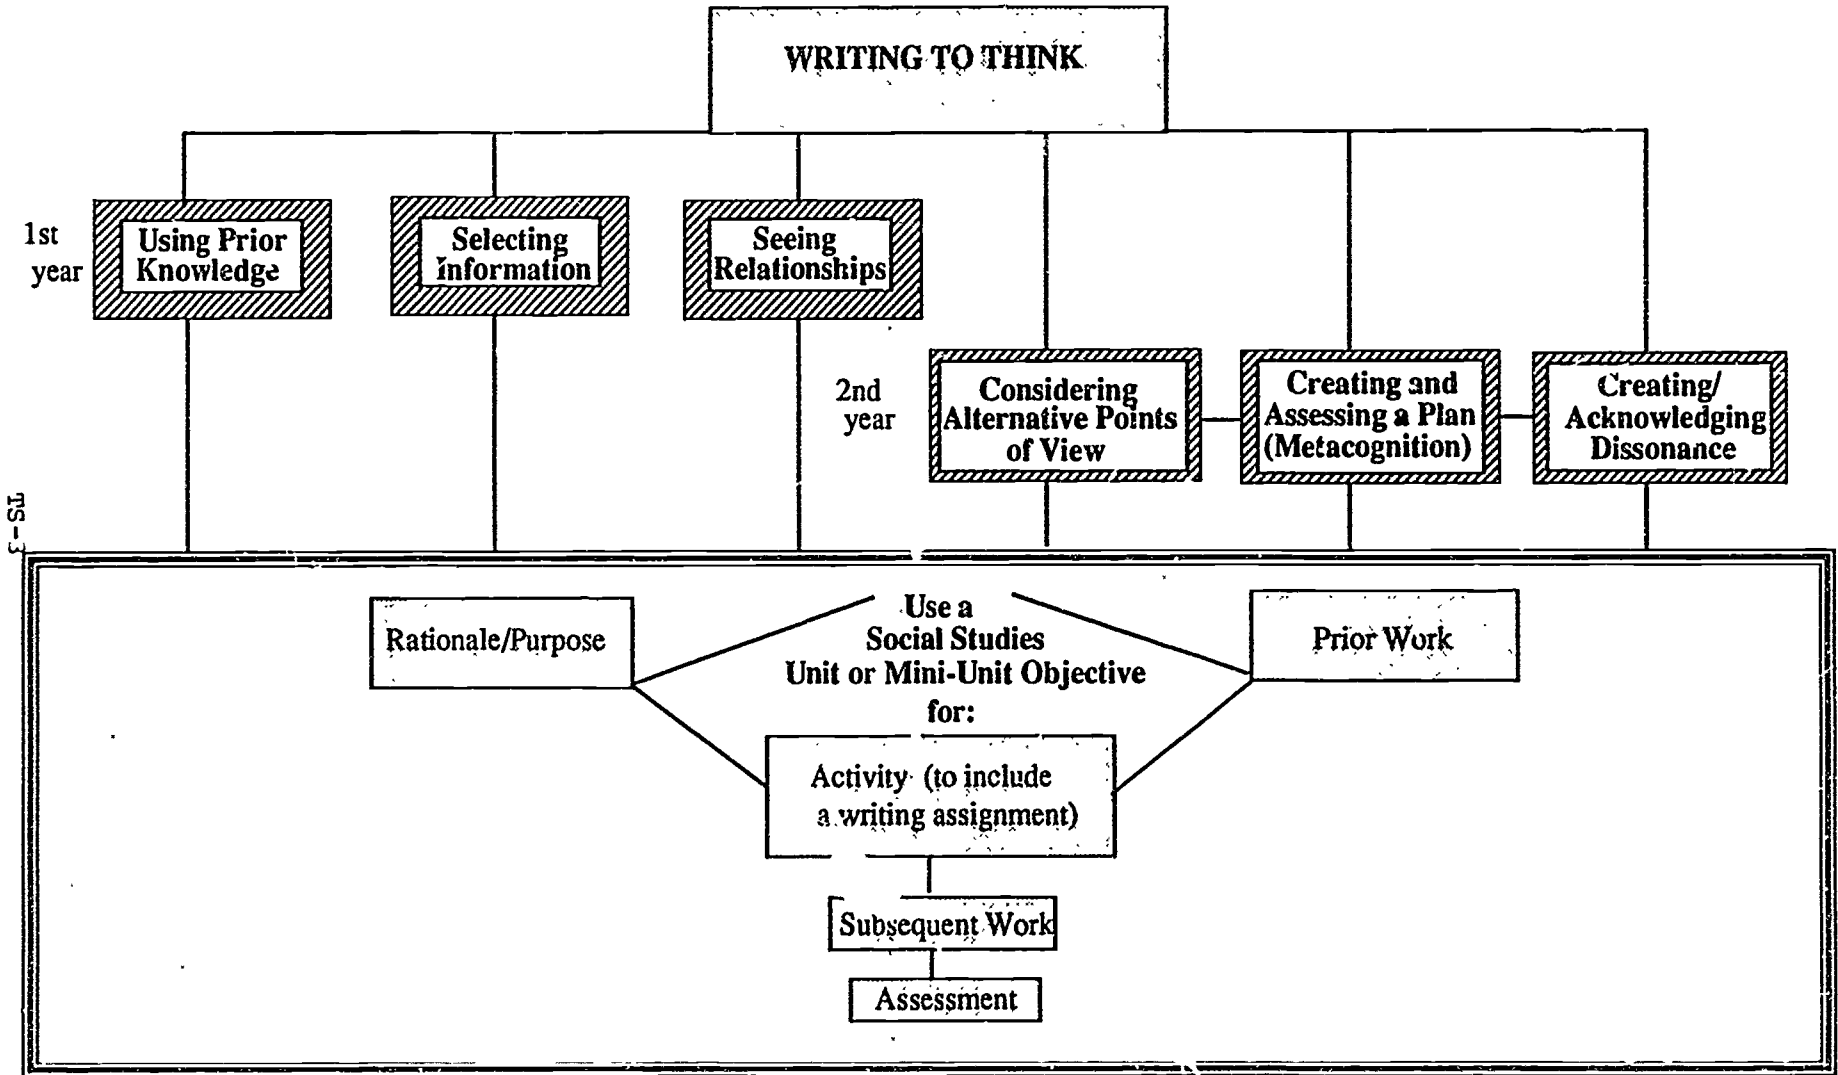 WRITING TO THINK
1st
year
Using Prior
Knowledge
Selecting
Information
Seeing
Relationships
2nd
year
Considering
Alternative Points
of View
Creating and
Assessing a Plan
(Metacognition)
Creating/
Acknowledging
Dissonance
TS-3
Rationale/Purpose
Use a
Social Studies
Unit or Mini-Unit Objective
for:
Prior Work
Activity (to include
a writing assignment)
Subsequent Work
Assessment